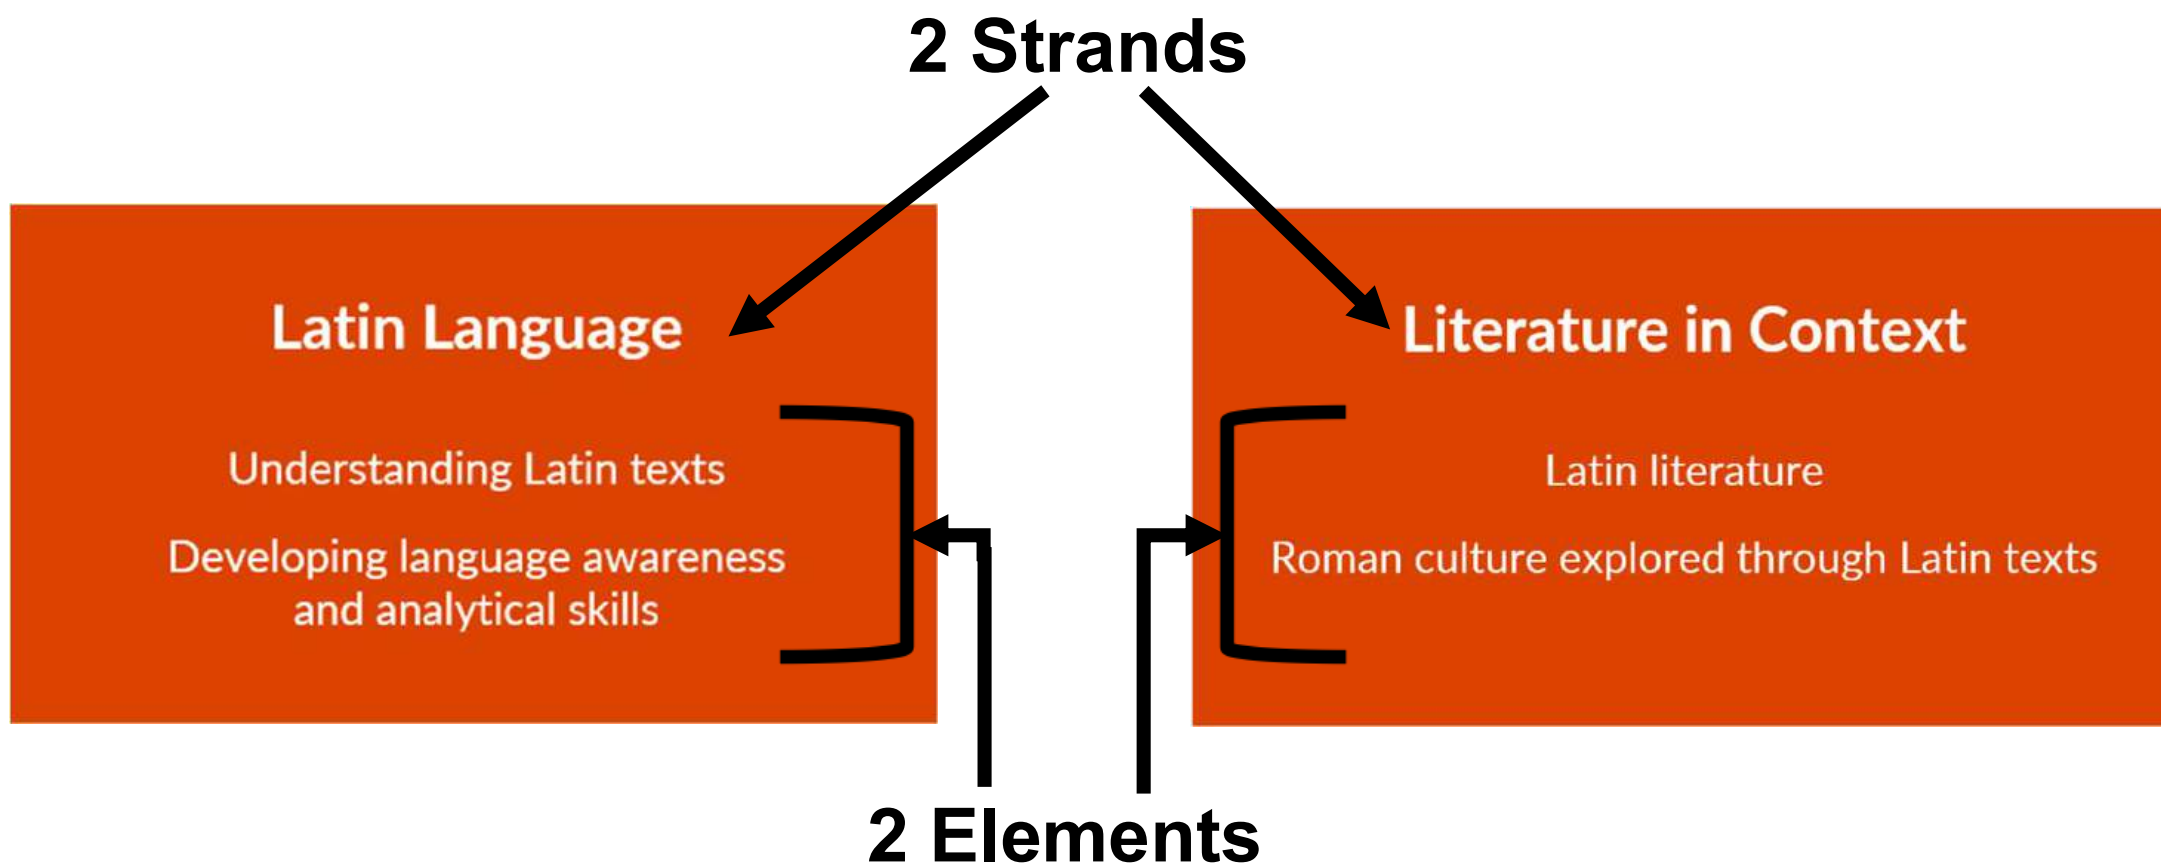 2 Strands
Latin Language
Understanding Latin texts
Developing language awareness
and analytical skills
Literature in Context
Latin literature
Roman culture explored through Latin texts
2 Elements